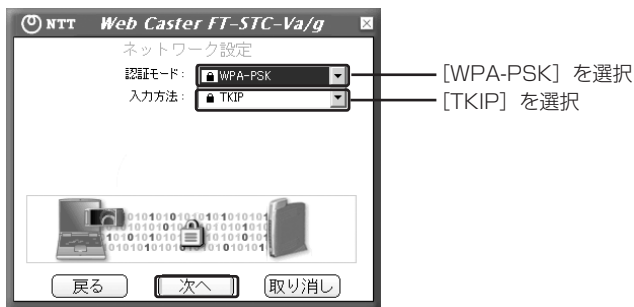 NTT Web Caster FT-STC-Va/g
ネットワーク設定
認証モード: WPA-PSK
[WPA-PSK] を選択
入力方法: TKIP
[TKIP] を選択
010101010101010101
戻る 次へ 取り消し